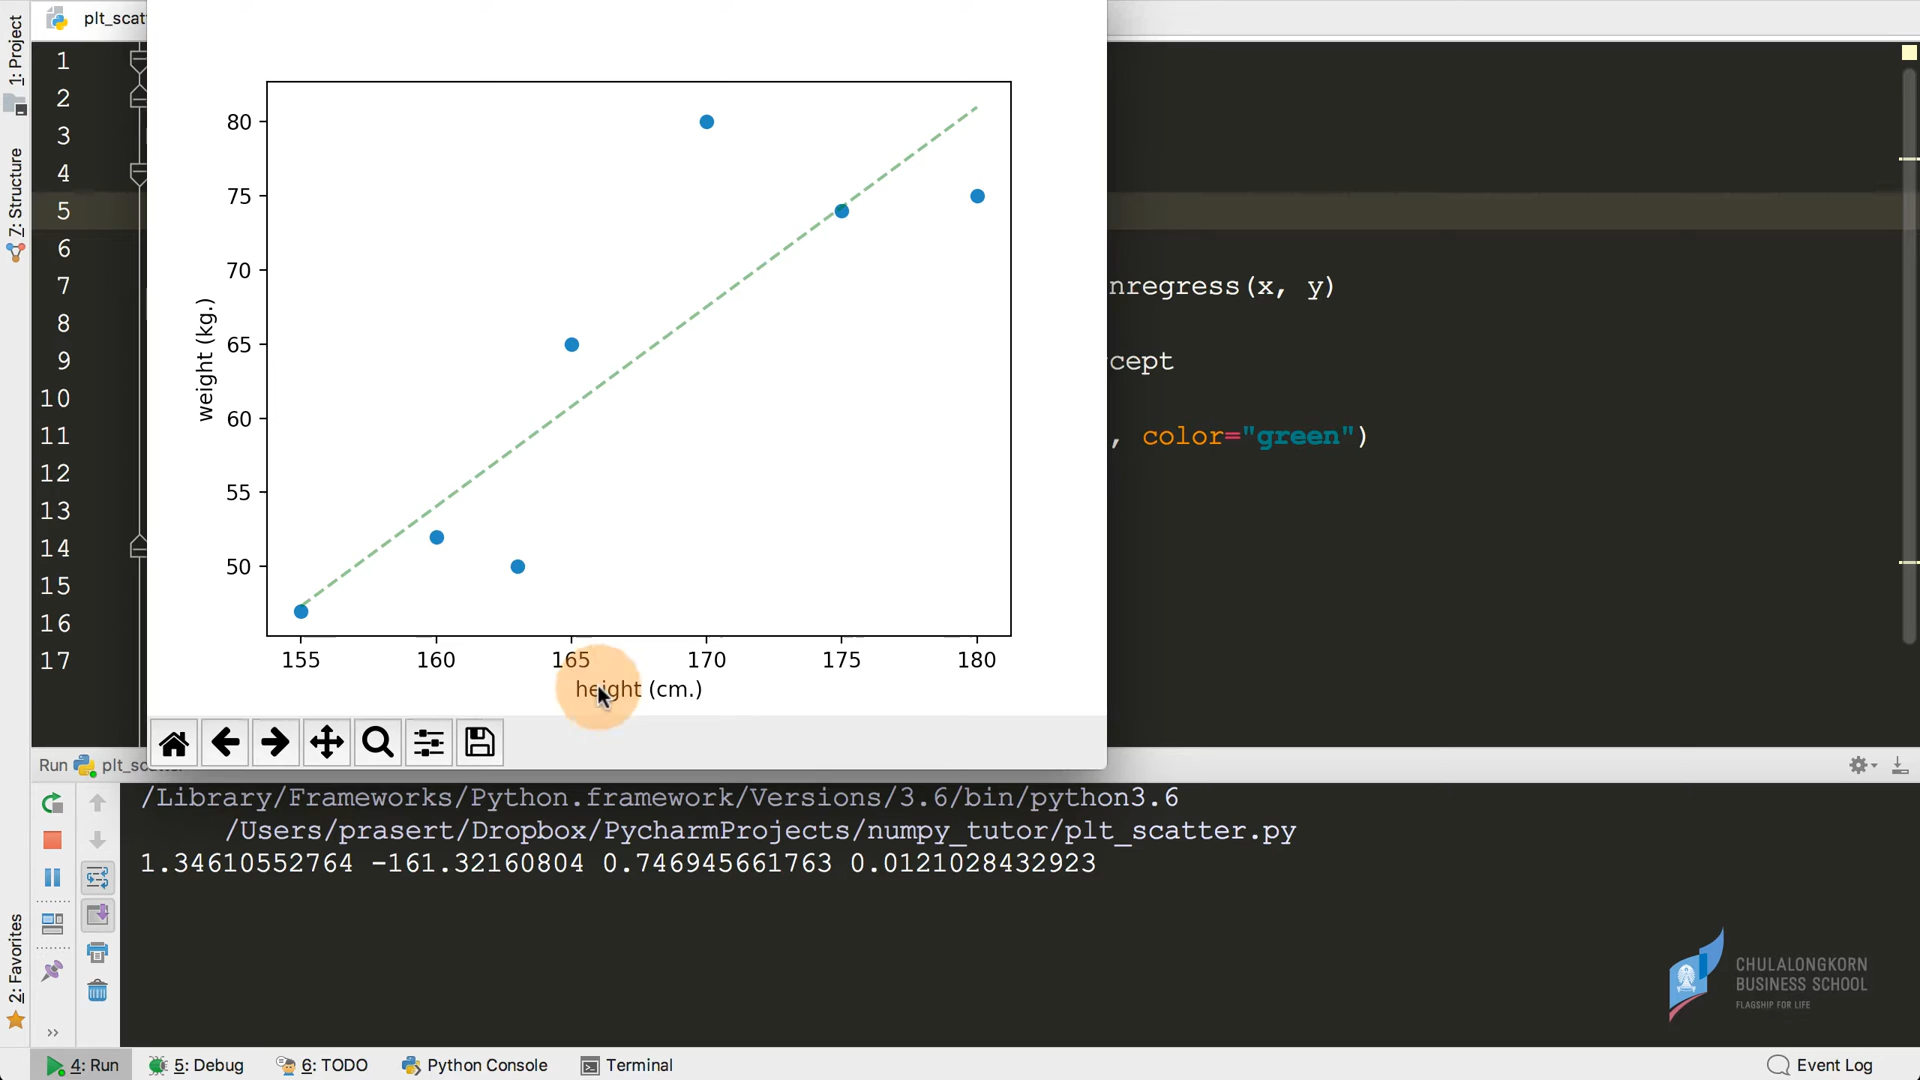 1: Project
plt_scat
1
2
3
4
5
6
7
8
9
10
11
12
13
14
15
16
17
7: Structure
2: Favorites
nregress(x, y)
cept
, color="green")
80
75
70
65
60
55
50
weight (kg.)
155 160 165 170 175 180
height (cm.)
Run plt_sc
/Library/Frameworks/Python.framework/Versions/3.6/bin/python3.6
/Users/prasert/Dropbox/PycharmProjects/numpy_tutor/plt_scatter.py
1.34610552764 -161.32160804 0.746945661763 0.0121028432923
CHULALONGKORN
BUSINESS SCHOOL
FLAGSHIP FOR LIFE
4: Run 5: Debug 6: TODO Python Console Terminal Event Log